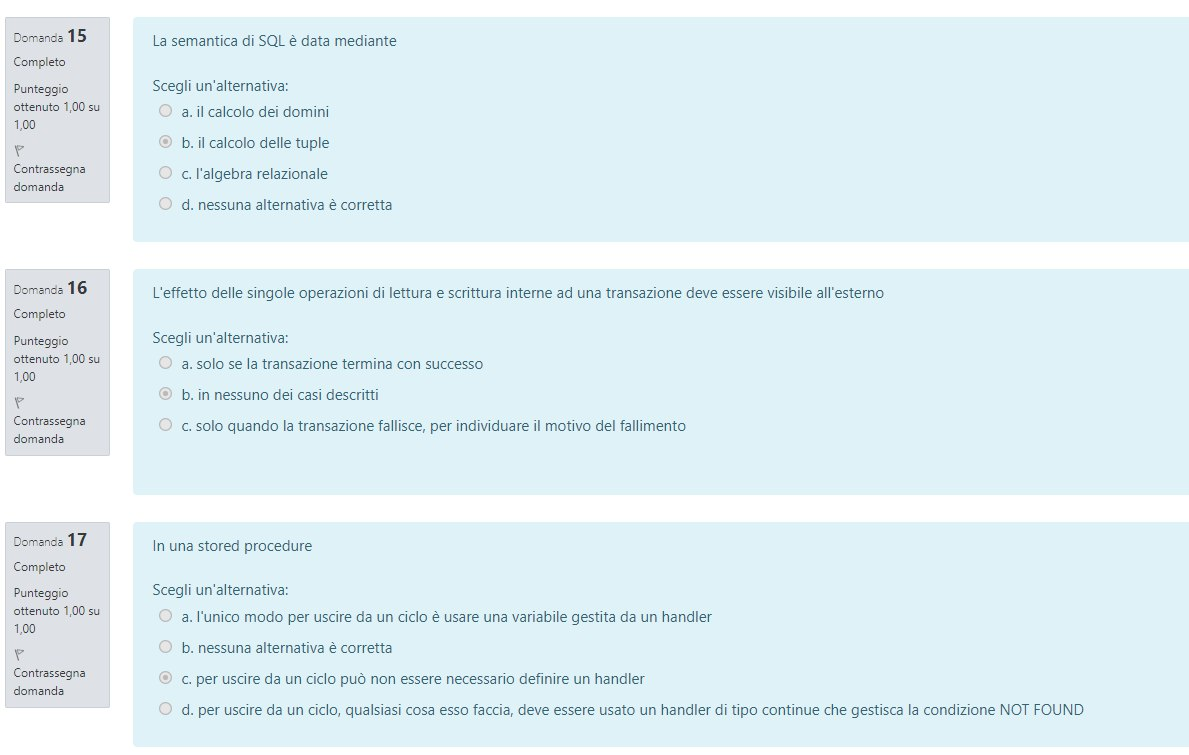 Domanda 15
Completo
Punteggio
ottenuto 1,00 su
1,00
Contrassegna
domanda
La semantica di SQL è data mediante
Scegli un'alternativa:
a. il calcolo dei domini
b. il calcolo delle tuple
c. l'algebra relazionale
d. nessuna alternativa è corretta
Domanda 16
Completo
Punteggio
ottenuto 1,00 su
1,00
Contrassegna
domanda
L'effetto delle singole operazioni di lettura e scrittura interne ad una transazione deve essere visibile all'esterno
Scegli un'alternativa:
a. solo se la transazione termina con successo
b. in nessuno dei casi descritti
c. solo quando la transazione fallisce, per individuare il motivo del fallimento
Domanda 17
Completo
Punteggio
ottenuto 1,00 su
1,00
Contrassegna
domanda
In una stored procedure
Scegli un'alternativa:
a. l'unico modo per uscire da un ciclo è usare una variabile gestita da un handler
b. nessuna alternativa è corretta
c. per uscire da un ciclo può non essere necessario definire un handler
d. per uscire da un ciclo, qualsiasi cosa esso faccia, deve essere usato un handler di tipo continue che gestisca la condizione NOT FOUND